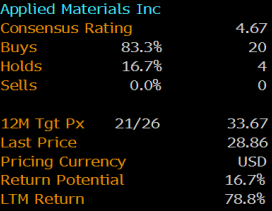 Applied Materials Inc
Consensus Rating 4.67
Buys 83.3% 20
Holds 16.7% 4
Sells 0.0% 0
12M Tgt Px 21/26 33.67
Last Price 28.86
Pricing Currency USD
Return Potential 16.7%
LTM Return 78.8%